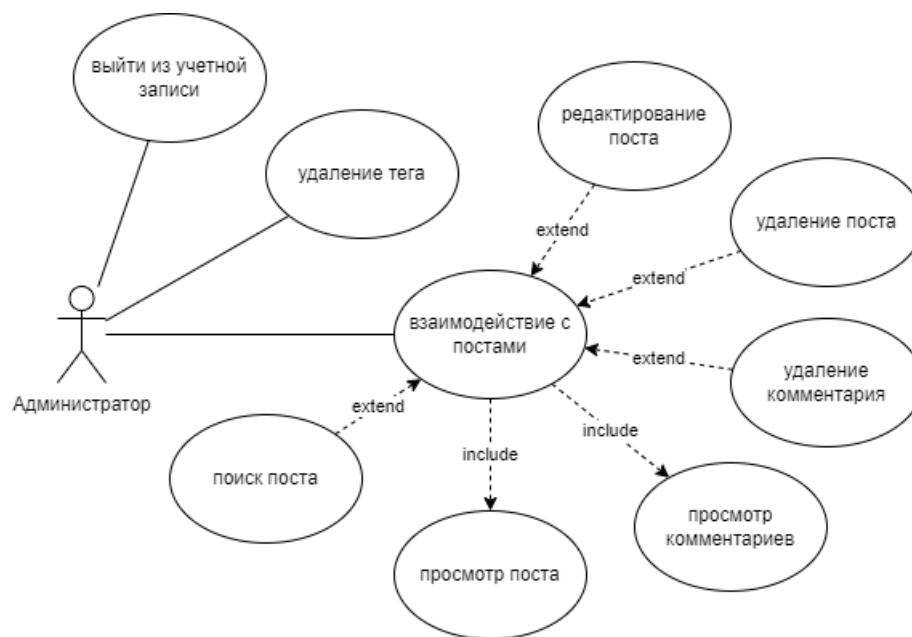 выйти из учетной
записи
редактирование
поста
удаление тега
удаление поста
extend
extend
взаимодействие с
постами
extend
удаление
комментария
Администратор
extend
include
include
поиск поста
просмотр
комментариев
просмотр поста